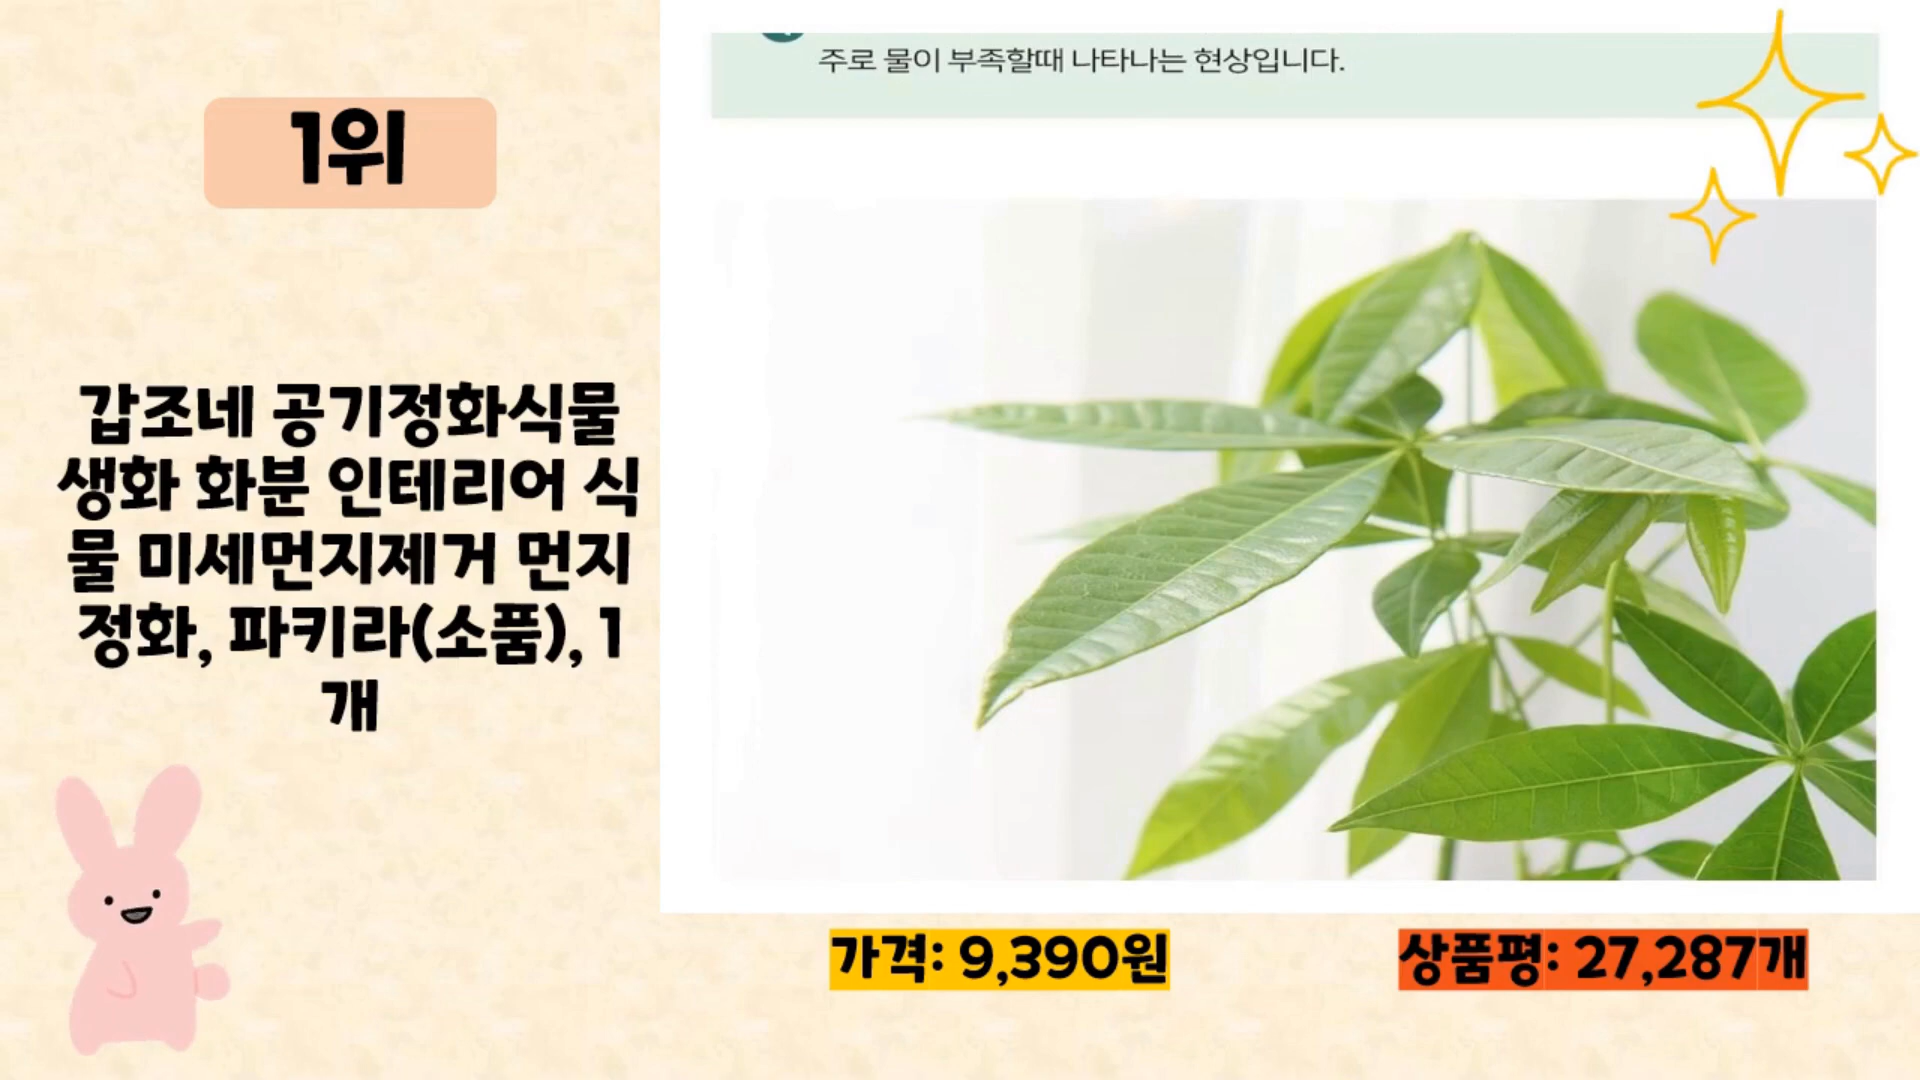 1위
갑조네 공기정화식물
생화 화분 인테리어 식
물 미세먼지제거 먼지
정화, 파키라(소품), 1
개
주로 물이 부족할때 나타나는 현상입니다.
가격: 9,390원
상품평: 27,287개